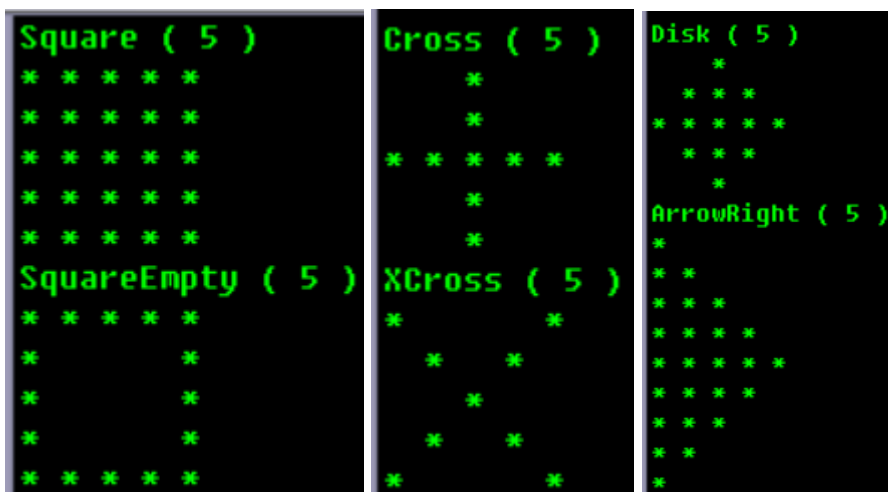 Square ( 5 )
* * * * *
* * * * *
* * * * *
* * * * *
* * * * *
SquareEmpty ( 5 )
* * * * *
*       *
*       *
*       *
* * * * *
Cross ( 5 )
    *
    *
* * * * *
    *
    *
XCross ( 5 )
*       *
  *   *
    *
  *   *
*       *
Disk ( 5 )
    *
  * * *
* * * * *
  * * *
    *
ArrowRight ( 5 )
*
* *
* * *
* * * *
* * * * *
* * * *
* * *
* *
*